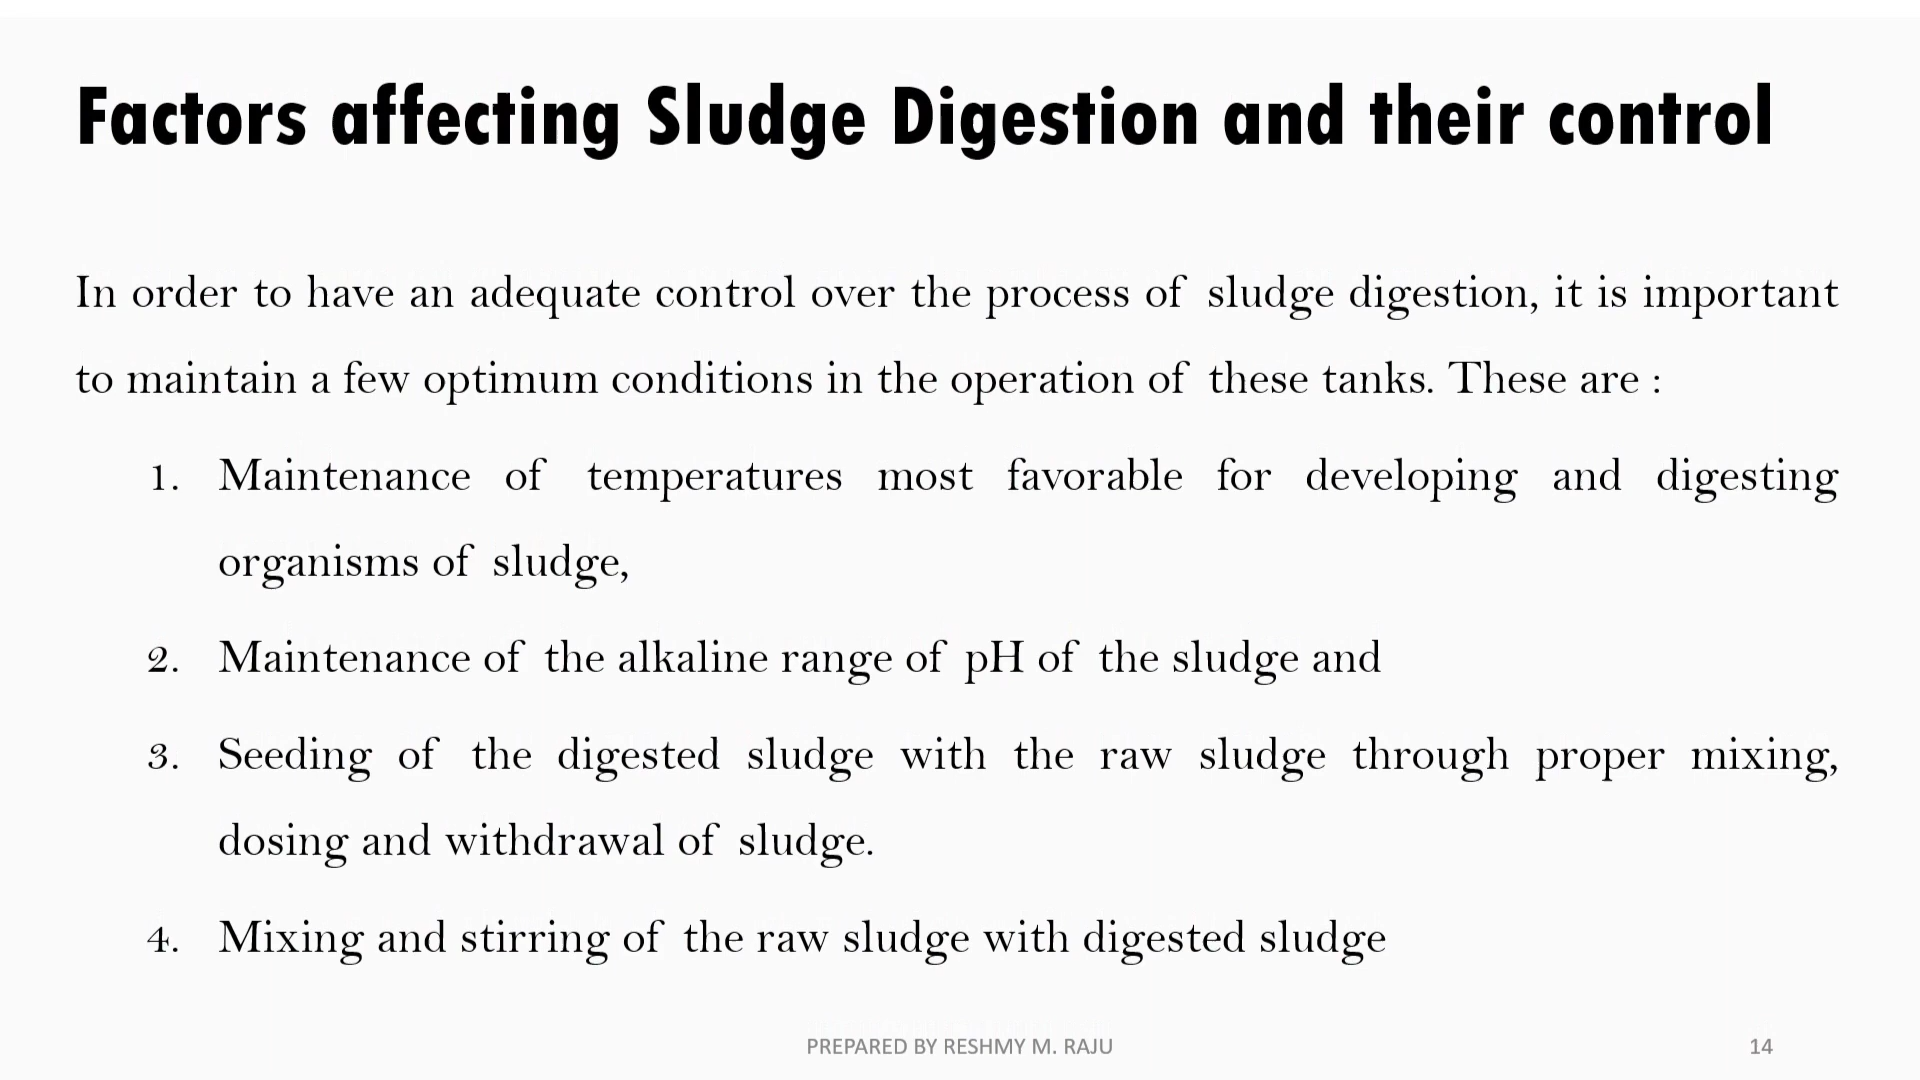 Factors affecting Sludge Digestion and their control
In order to have an adequate control over the process of sludge digestion, it is important
to maintain a few optimum conditions in the operation of these tanks. These are :
1. Maintenance of temperatures most favorable for developing and digesting
organisms of sludge,
2. Maintenance of the alkaline range of pH of the sludge and
3. Seeding of the digested sludge with the raw sludge through proper mixing,
dosing and withdrawal of sludge.
4. Mixing and stirring of the raw sludge with digested sludge
PREPARED BY RESHMY M. RAJU
14